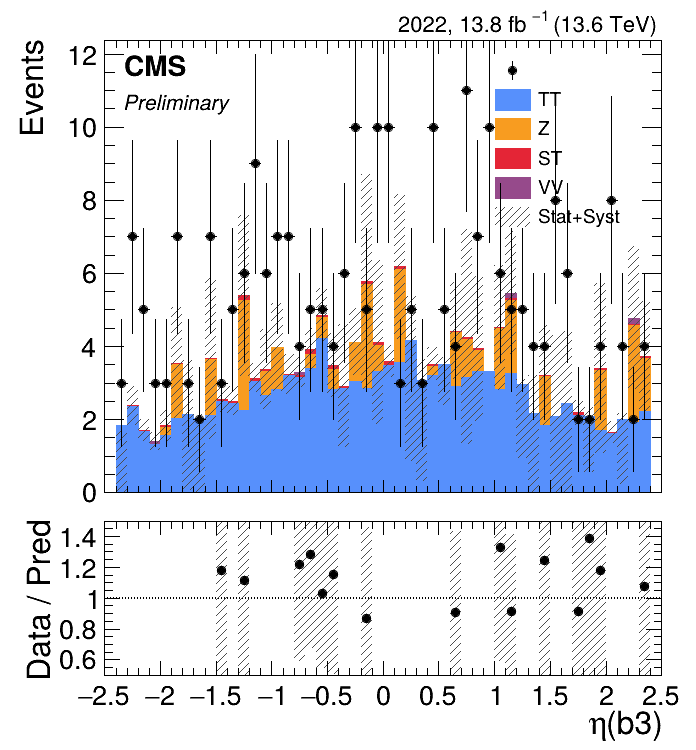 2022, 13.8 fb⁻¹ (13.6 TeV)
Events
CMS
Preliminary
TT
Z
ST
VV
Stat+Syst
12
10
8
6
4
2
0
Data / Pred
1.4
1.2
1
0.8
0.6
−2.5 −2 −1.5 −1 −0.5 0 0.5 1 1.5 2 2.5
η(b3)